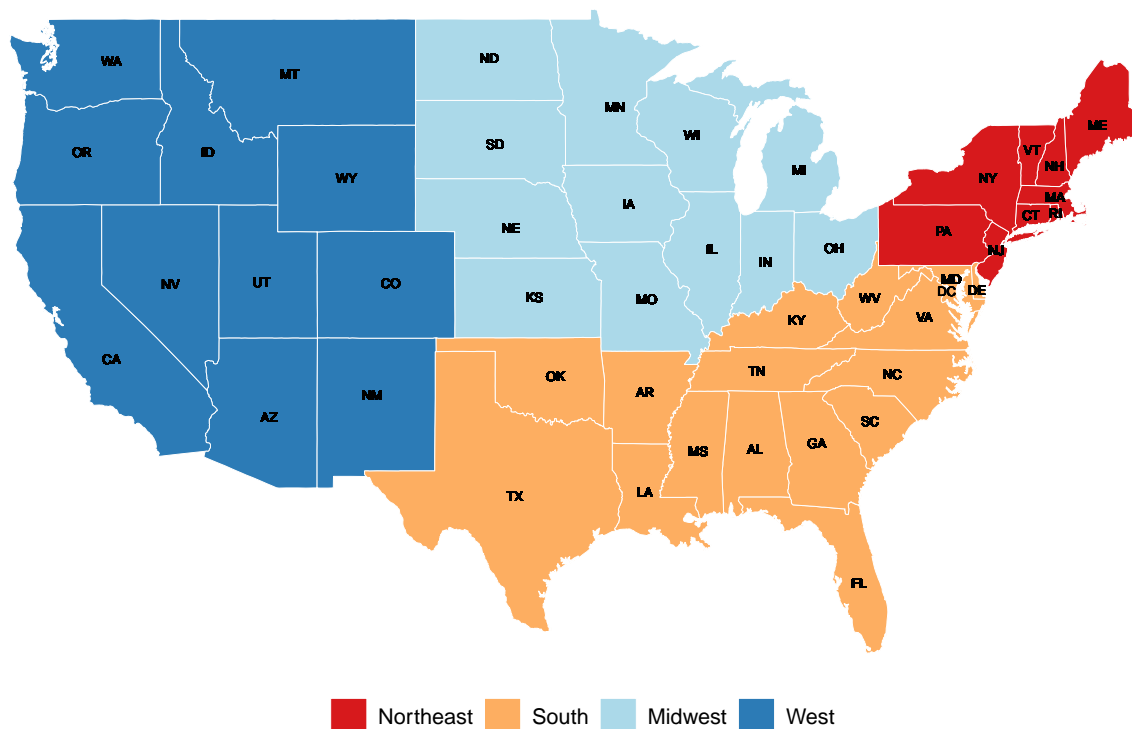 WA
MT
ND
MN
ME
OR
ID
WY
SD
WI
MI
VT
NH
NY
MA
CT
RI
NE
IA
PA
NJ
NV
UT
CO
KS
IL
IN
OH
MD
DC
DE
MO
WV
VA
KY
CA
AZ
NM
OK
AR
TN
NC
SC
MS
AL
GA
TX
LA
FL
Northeast South Midwest West